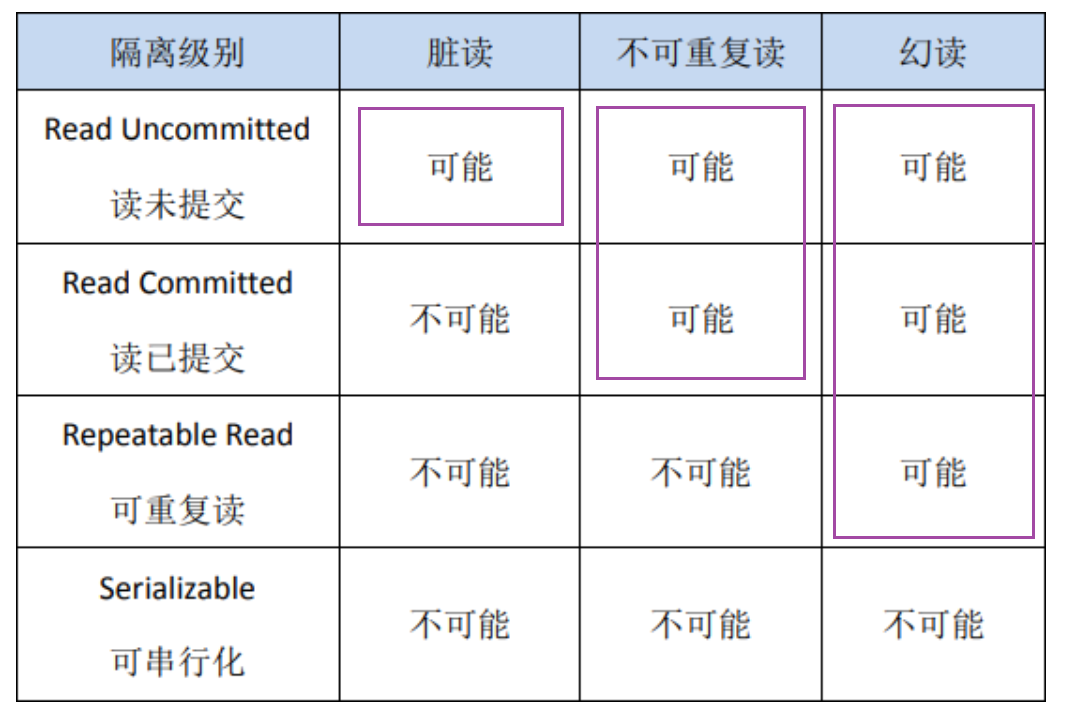 隔离级别 脏读 不可重复读 幻读
Read Uncommitted
读未提交 可能 可能 可能
Read Committed
读已提交 不可能 可能 可能
Repeatable Read
可重复读 不可能 不可能 可能
Serializable
可串行化 不可能 不可能 不可能